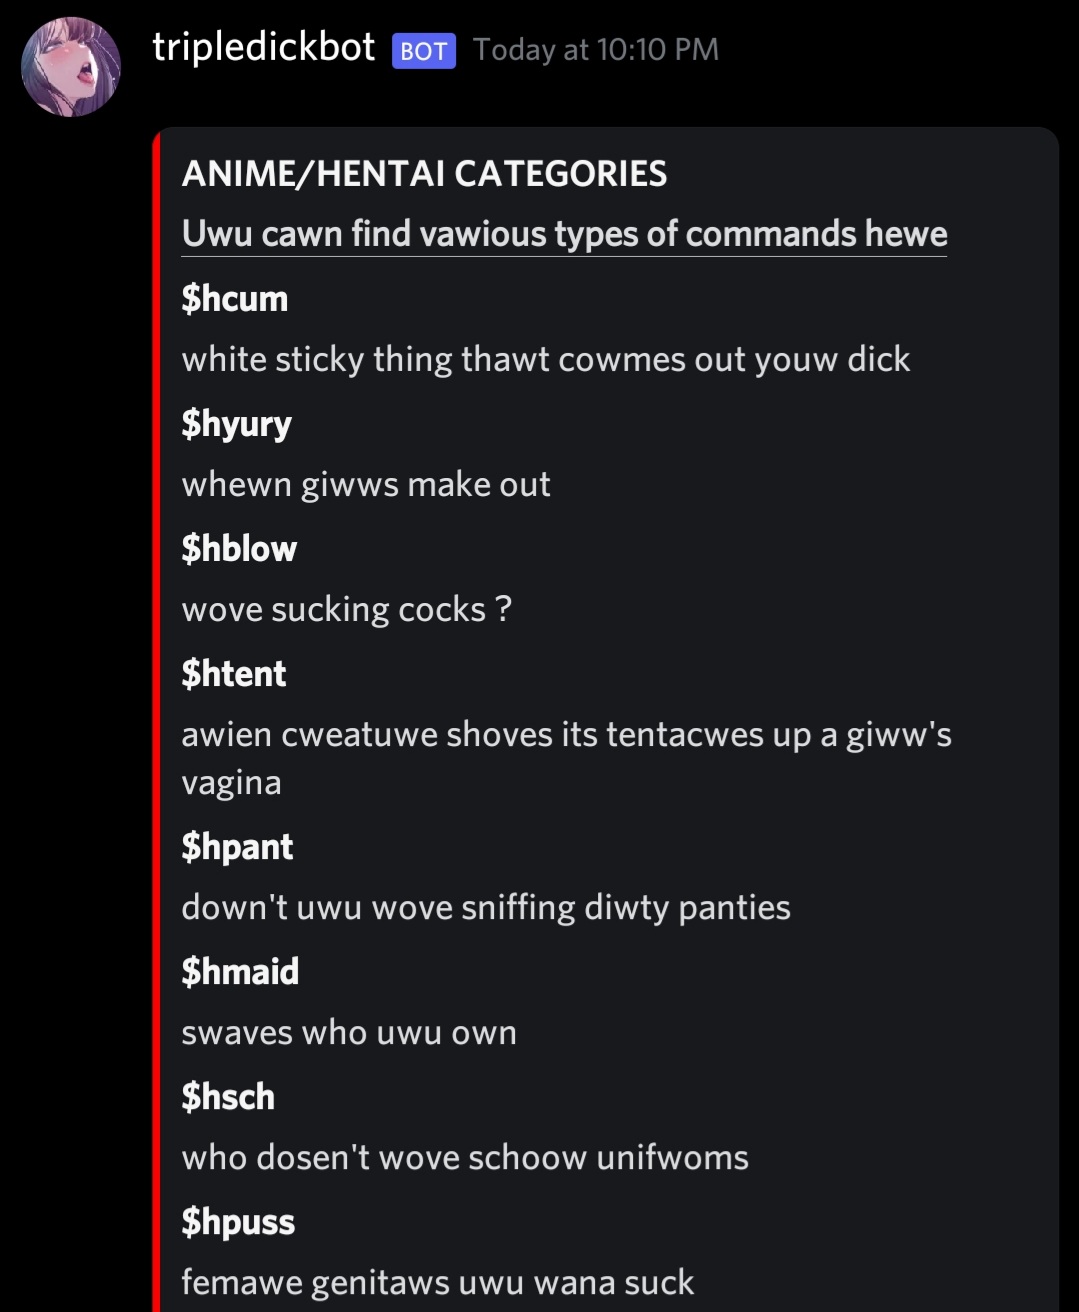 tripledickbot BOT Today at 10:10 PM
ANIME/HENTAI CATEGORIES
Uwu cawn find vawious types of commands hewe
$hcum
white sticky thing thawt cowmes out youw dick
$hyury
whewn giwws make out
$hblow
wove sucking cocks ?
$htent
awien cweatuwe shoves its tentacwes up a giww's
vagina
$hpant
down't uwu wove sniffing diwty panties
$hmaid
swaves who uwu own
$hsch
who dosen't wove schoow unifwoms
$hpuss
femawe genitaws uwu wana suck